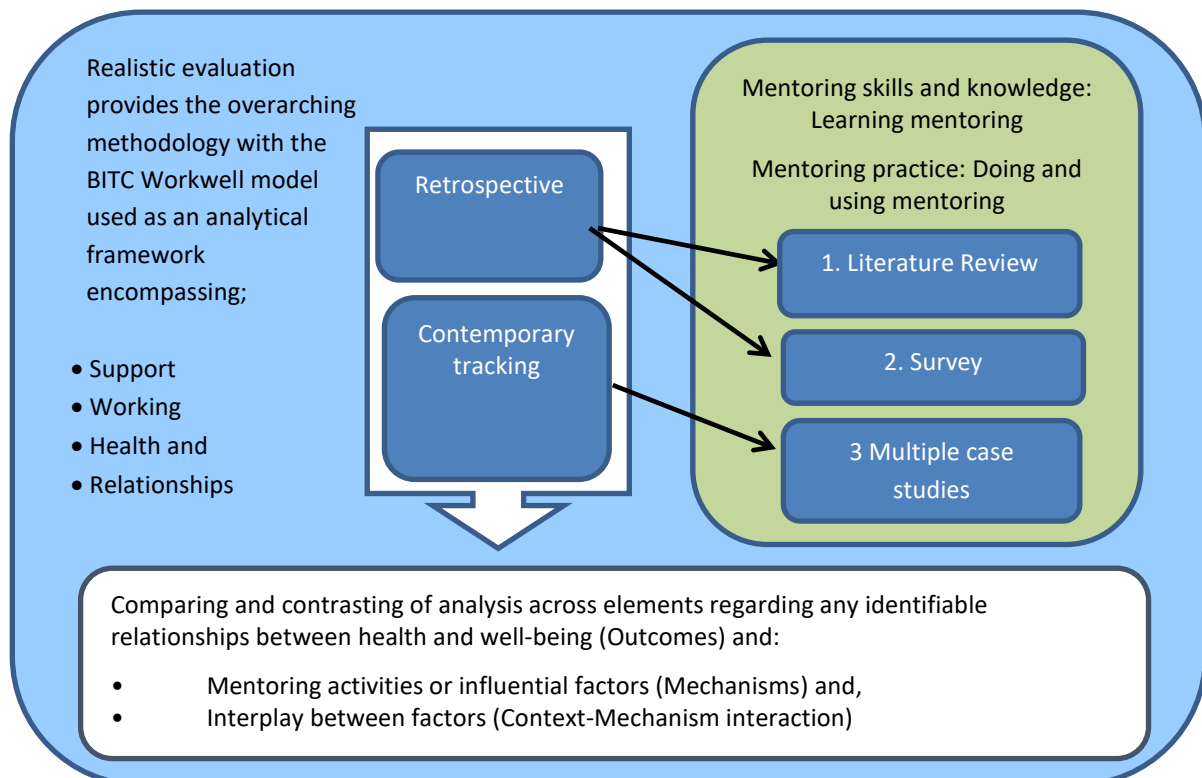 Realistic evaluation
provides the overarching
methodology with the
BITC Workwell model
used as an analytical
framework
encompassing;
• Support
• Working
• Health and
• Relationships
Retrospective
Contemporary
tracking
Mentoring skills and knowledge:
Learning mentoring
Mentoring practice: Doing and
using mentoring
1. Literature Review
2. Survey
3 Multiple case
studies
Comparing and contrasting of analysis across elements regarding any identifiable
relationships between health and well-being (Outcomes) and:
• Mentoring activities or influential factors (Mechanisms) and,
• Interplay between factors (Context-Mechanism interaction)